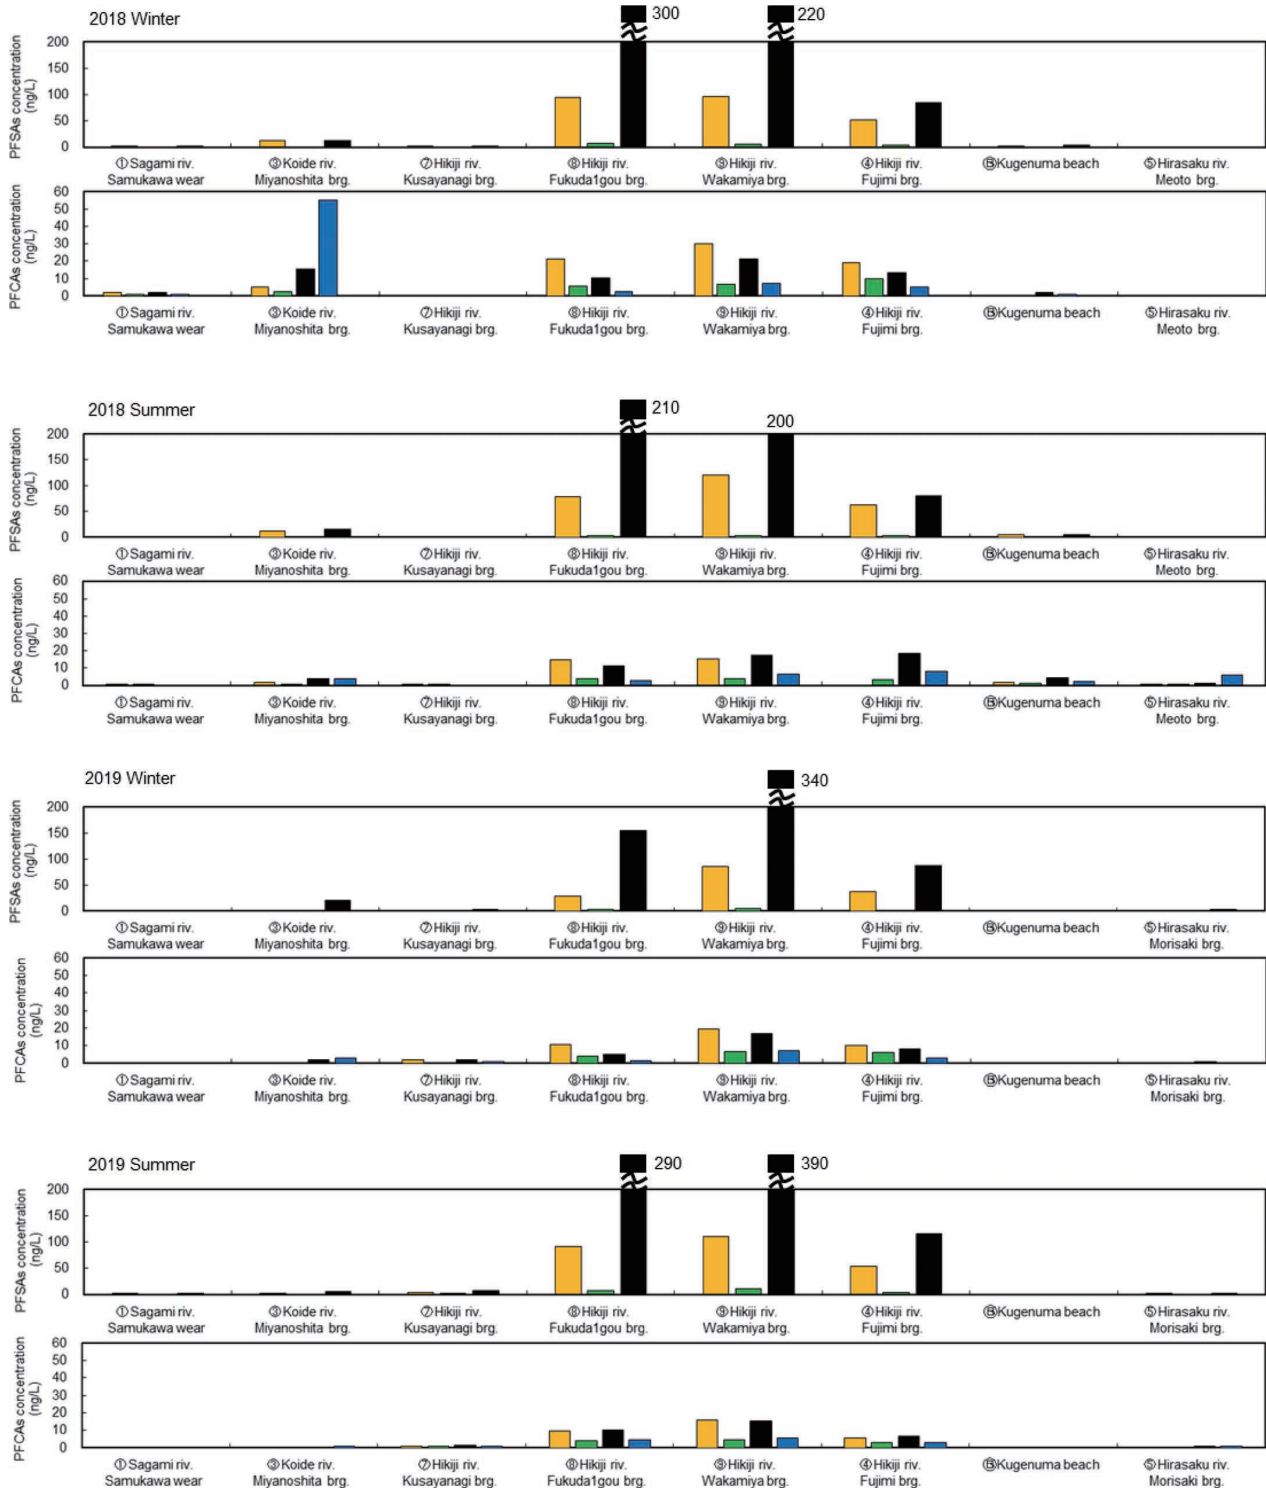 2018 Winter
300
220
PFSAs concentration
(ng/L)
200
150
100
50
0
①Sagami riv. ③Koide riv. ⑦Hikiji riv. ⑧Hikiji riv. ⑨Hikiji riv. ④Hikiji riv. ⑬Kugenuma beach ⑤Hirasaku riv.
Samukawa wear Miyanoshita brg. Kusayanagi brg. Fukuda1gou brg. Wakamiya brg. Fujimi brg. Meoto brg.
PFCAs concentration
(ng/L)
60
50
40
30
20
10
0
①Sagami riv. ③Koide riv. ⑦Hikiji riv. ⑧Hikiji riv. ⑨Hikiji riv. ④Hikiji riv. ⑬Kugenuma beach ⑤Hirasaku riv.
Samukawa wear Miyanoshita brg. Kusayanagi brg. Fukuda1gou brg. Wakamiya brg. Fujimi brg. Meoto brg.
2018 Summer
210
200
PFSAs concentration
(ng/L)
200
150
100
50
0
①Sagami riv. ③Koide riv. ⑦Hikiji riv. ⑧Hikiji riv. ⑨Hikiji riv. ④Hikiji riv. ⑬Kugenuma beach ⑤Hirasaku riv.
Samukawa wear Miyanoshita brg. Kusayanagi brg. Fukuda1gou brg. Wakamiya brg. Fujimi brg. Meoto brg.
PFCAs concentration
(ng/L)
60
50
40
30
20
10
0
①Sagami riv. ③Koide riv. ⑦Hikiji riv. ⑧Hikiji riv. ⑨Hikiji riv. ④Hikiji riv. ⑬Kugenuma beach ⑤Hirasaku riv.
Samukawa wear Miyanoshita brg. Kusayanagi brg. Fukuda1gou brg. Wakamiya brg. Fujimi brg. Meoto brg.
2019 Winter
340
PFSAs concentration
(ng/L)
200
150
100
50
0
①Sagami riv. ③Koide riv. ⑦Hikiji riv. ⑧Hikiji riv. ⑨Hikiji riv. ④Hikiji riv. ⑬Kugenuma beach ⑤Hirasaku riv.
Samukawa wear Miyanoshita brg. Kusayanagi brg. Fukuda1gou brg. Wakamiya brg. Fujimi brg. Morisaki brg.
PFCAs concentration
(ng/L)
60
50
40
30
20
10
0
①Sagami riv. ③Koide riv. ⑦Hikiji riv. ⑧Hikiji riv. ⑨Hikiji riv. ④Hikiji riv. ⑬Kugenuma beach ⑤Hirasaku riv.
Samukawa wear Miyanoshita brg. Kusayanagi brg. Fukuda1gou brg. Wakamiya brg. Fujimi brg. Morisaki brg.
2019 Summer
290
390
PFSAs concentration
(ng/L)
200
150
100
50
0
①Sagami riv. ③Koide riv. ⑦Hikiji riv. ⑧Hikiji riv. ⑨Hikiji riv. ④Hikiji riv. ⑬Kugenuma beach ⑤Hirasaku riv.
Samukawa wear Miyanoshita brg. Kusayanagi brg. Fukuda1gou brg. Wakamiya brg. Fujimi brg. Morisaki brg.
PFCAs concentration
(ng/L)
60
50
40
30
20
10
0
①Sagami riv. ③Koide riv. ⑦Hikiji riv. ⑧Hikiji riv. ⑨Hikiji riv. ④Hikiji riv. ⑬Kugenuma beach ⑤Hirasaku riv.
Samukawa wear Miyanoshita brg. Kusayanagi brg. Fukuda1gou brg. Wakamiya brg. Fujimi brg. Morisaki brg.